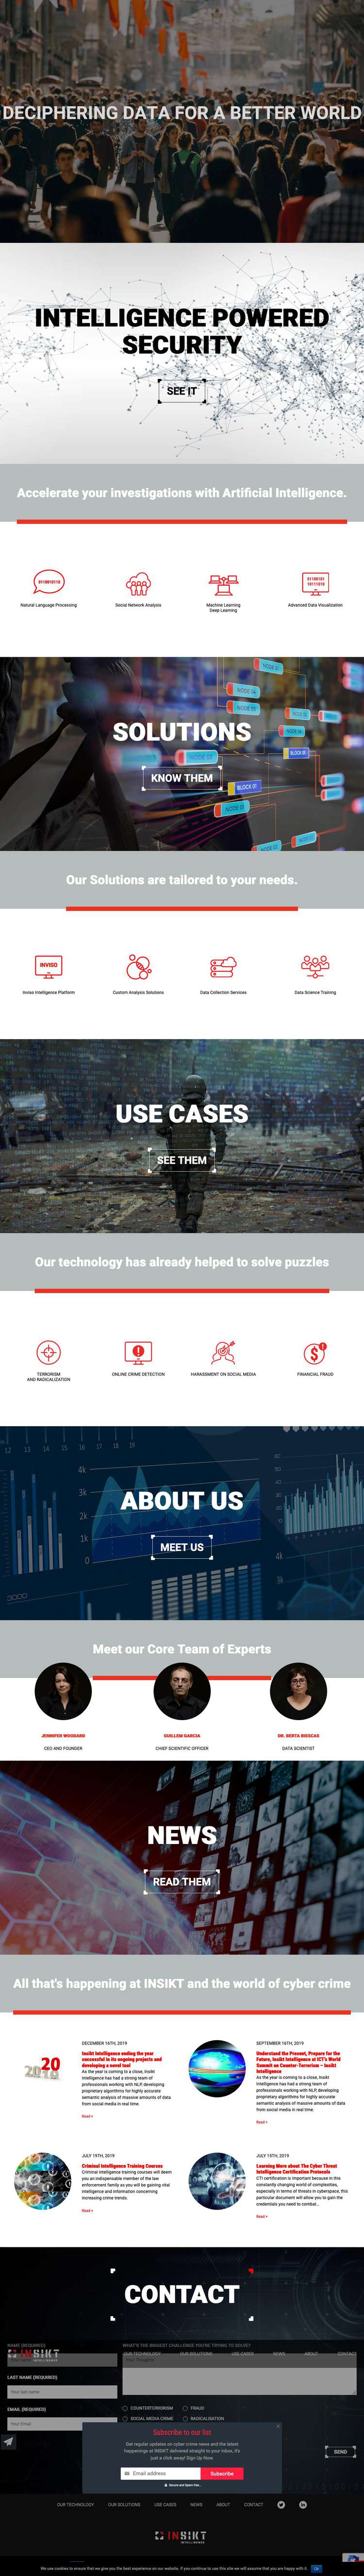 DECIPHERING DATA FOR A BETTER WORLD
INTELLIGENCE POWERED
SECURITY
SEE IT
Accelerate your investigations with Artificial Intelligence.
Natural Language Processing
Social Network Analysis
Machine Learning
Deep Learning
Advanced Data Visualization
SOLUTIONS
KNOW THEM
BLOCK 01
Our Solutions are tailored to your needs.
INVISO
Inviso Intelligence Platform
Custom Analysis Solutions
Data Collection Services
Data Science Training
USE CASES
SEE THEM
Our technology has already helped to solve puzzles
TERRORISM
AND RADICALIZATION
ONLINE CRIME DETECTION
HARASSMENT ON SOCIAL MEDIA
FINANCIAL FRAUD
12 13 14 15 16 17 18 19
4k
3k
2k
1k
0
ABOUT US
MEET US
Meet our Core Team of Experts
JENNIFER WOODARD
CEO AND FOUNDER
GUILLEM GARCIA
CHIEF SCIENTIFIC OFFICER
DR. BERTA BIESCAS
DATA SCIENTIST
NEWS
READ THEM
All that's happening at INSIKT and the world of cyber crime
20
2019
DECEMBER 16TH, 2019
Insikt Intelligence ending the year
successful in its ongoing projects and
developing a novel tool
As the year is coming to a close, Insikt
Intelligence has had a strong team of
professionals working with NLP, developing
proprietary algorithms for highly accurate
semantic analysis of massive amounts of data
from social media in real time.
Read »
SEPTEMBER 16TH, 2019
Understand the Present, Prepare for the
Future, Insikt Intelligence at ICT's World
Summit on Counter-Terrorism – Insikt
Intelligence
As the year is coming to a close, Insikt
Intelligence has had a strong team of
professionals working with NLP, developing
proprietary algorithms for highly accurate
semantic analysis of massive amounts of data
from social media in real time.
Read »
JULY 19TH, 2019
Criminal Intelligence Training Courses
Criminal intelligence training courses will deem
you an indispensable member of the law
enforcement family as you will be gaining vital
intelligence and information concerning
increasing crime trends.
Read »
JULY 15TH, 2019
Learning More about The Cyber Threat
Intelligence Certification Protocols
CTI certification is important because in this
constantly changing world of complexities,
especially in terms of threats in cyberspace, this
particular document will allow you to gain the
credentials you need to combat...
Read »
CONTACT
NAME (REQUIRED)
WHAT'S THE BIGGEST CHALLENGE YOU'RE TRYING TO SOLVE?
INSIKT
INTELLIGENCE
OUR TECHNOLOGY
OUR SOLUTIONS
USE CASES
NEWS
ABOUT
CONTACT
Your Thoughts
LAST NAME (REQUIRED)
Your last name
EMAIL (REQUIRED)
Your Email
COUNTERTERRORISM
FRAUD
SOCIAL MEDIA CRIME
RADICALISATION
Subscribe to our list
Get regular updates on cyber crime news and the latest
happenings at INSIKT delivered straight to your inbox, it's
just a click away! Sign Up Now.
Email address
Subscribe
Secure and Spam free...
SEND
OUR TECHNOLOGY
OUR SOLUTIONS
USE CASES
NEWS
ABOUT
CONTACT
INSIKT
INTELLIGENCE
We use cookies to ensure that we give you the best experience on our website. If you continue to use this site we will assume that you are happy with it.
Ok